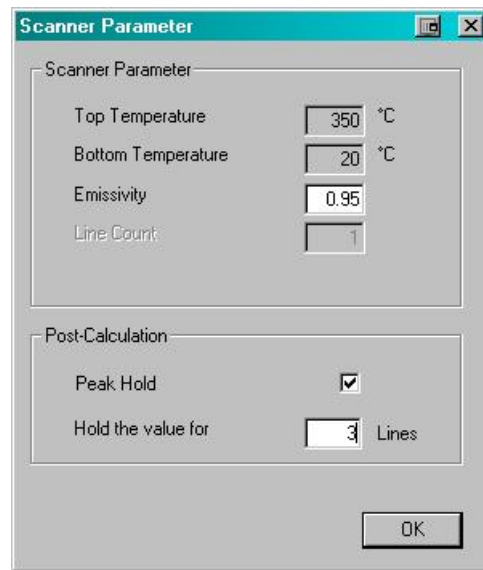 Scanner Parameter
Scanner Parameter
Top Temperature 350 °C
Bottom Temperature 20 °C
Emissivity 0.95
Line Count 1
Post-Calculation
Peak Hold
Hold the value for 3 Lines
OK